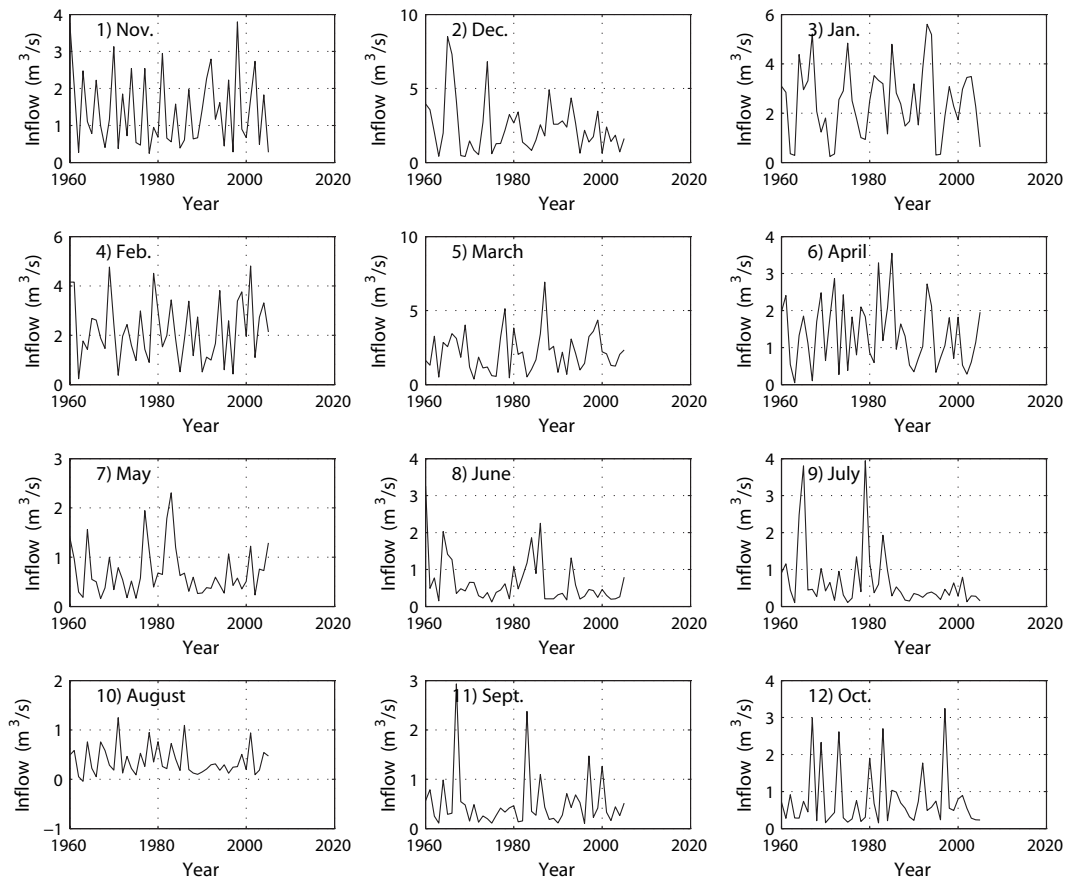 1) Nov.
Inflow (m³/s)
4
3
2
1
0
1960
1980
2000
2020
Year
2) Dec.
Inflow (m³/s)
10
5
0
1960
1980
2000
2020
Year
3) Jan.
Inflow (m³/s)
6
4
2
0
1960
1980
2000
2020
Year
4) Feb.
Inflow (m³/s)
6
4
2
0
1960
1980
2000
2020
Year
5) March
Inflow (m³/s)
10
5
0
1960
1980
2000
2020
Year
6) April
Inflow (m³/s)
4
3
2
1
0
1960
1980
2000
2020
Year
7) May
Inflow (m³/s)
3
2
1
0
1960
1980
2000
2020
Year
8) June
Inflow (m³/s)
4
3
2
1
0
1960
1980
2000
2020
Year
9) July
Inflow (m³/s)
4
3
2
1
0
1960
1980
2000
2020
Year
10) August
Inflow (m³/s)
2
1
0
−1
1960
1980
2000
2020
Year
11) Sept.
Inflow (m³/s)
3
2
1
0
1960
1980
2000
2020
Year
12) Oct.
Inflow (m³/s)
4
3
2
1
0
1960
1980
2000
2020
Year